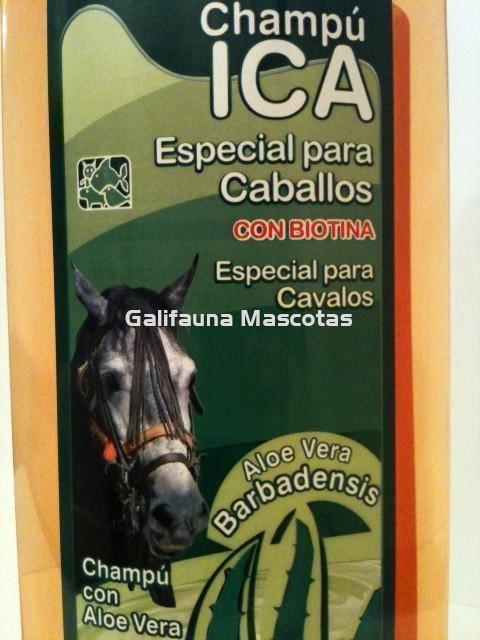 Champú
ICA
Especial para
Caballos
CON BIOTINA
Especial para
Cavalos
Galifauna Mascotas
Aloe Vera
Barbadensis
Champú
con
Aloe Vera